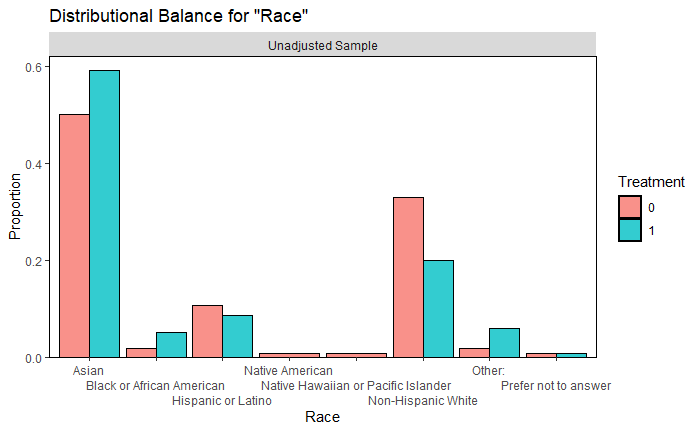 Distributional Balance for "Race"
Unadjusted Sample
0.6
0.4
0.2
0.0
Proportion
Asian
Native American
Other:
Black or African American
Native Hawaiian or Pacific Islander
Prefer not to answer
Hispanic or Latino
Non-Hispanic White
Race
Treatment
0
1